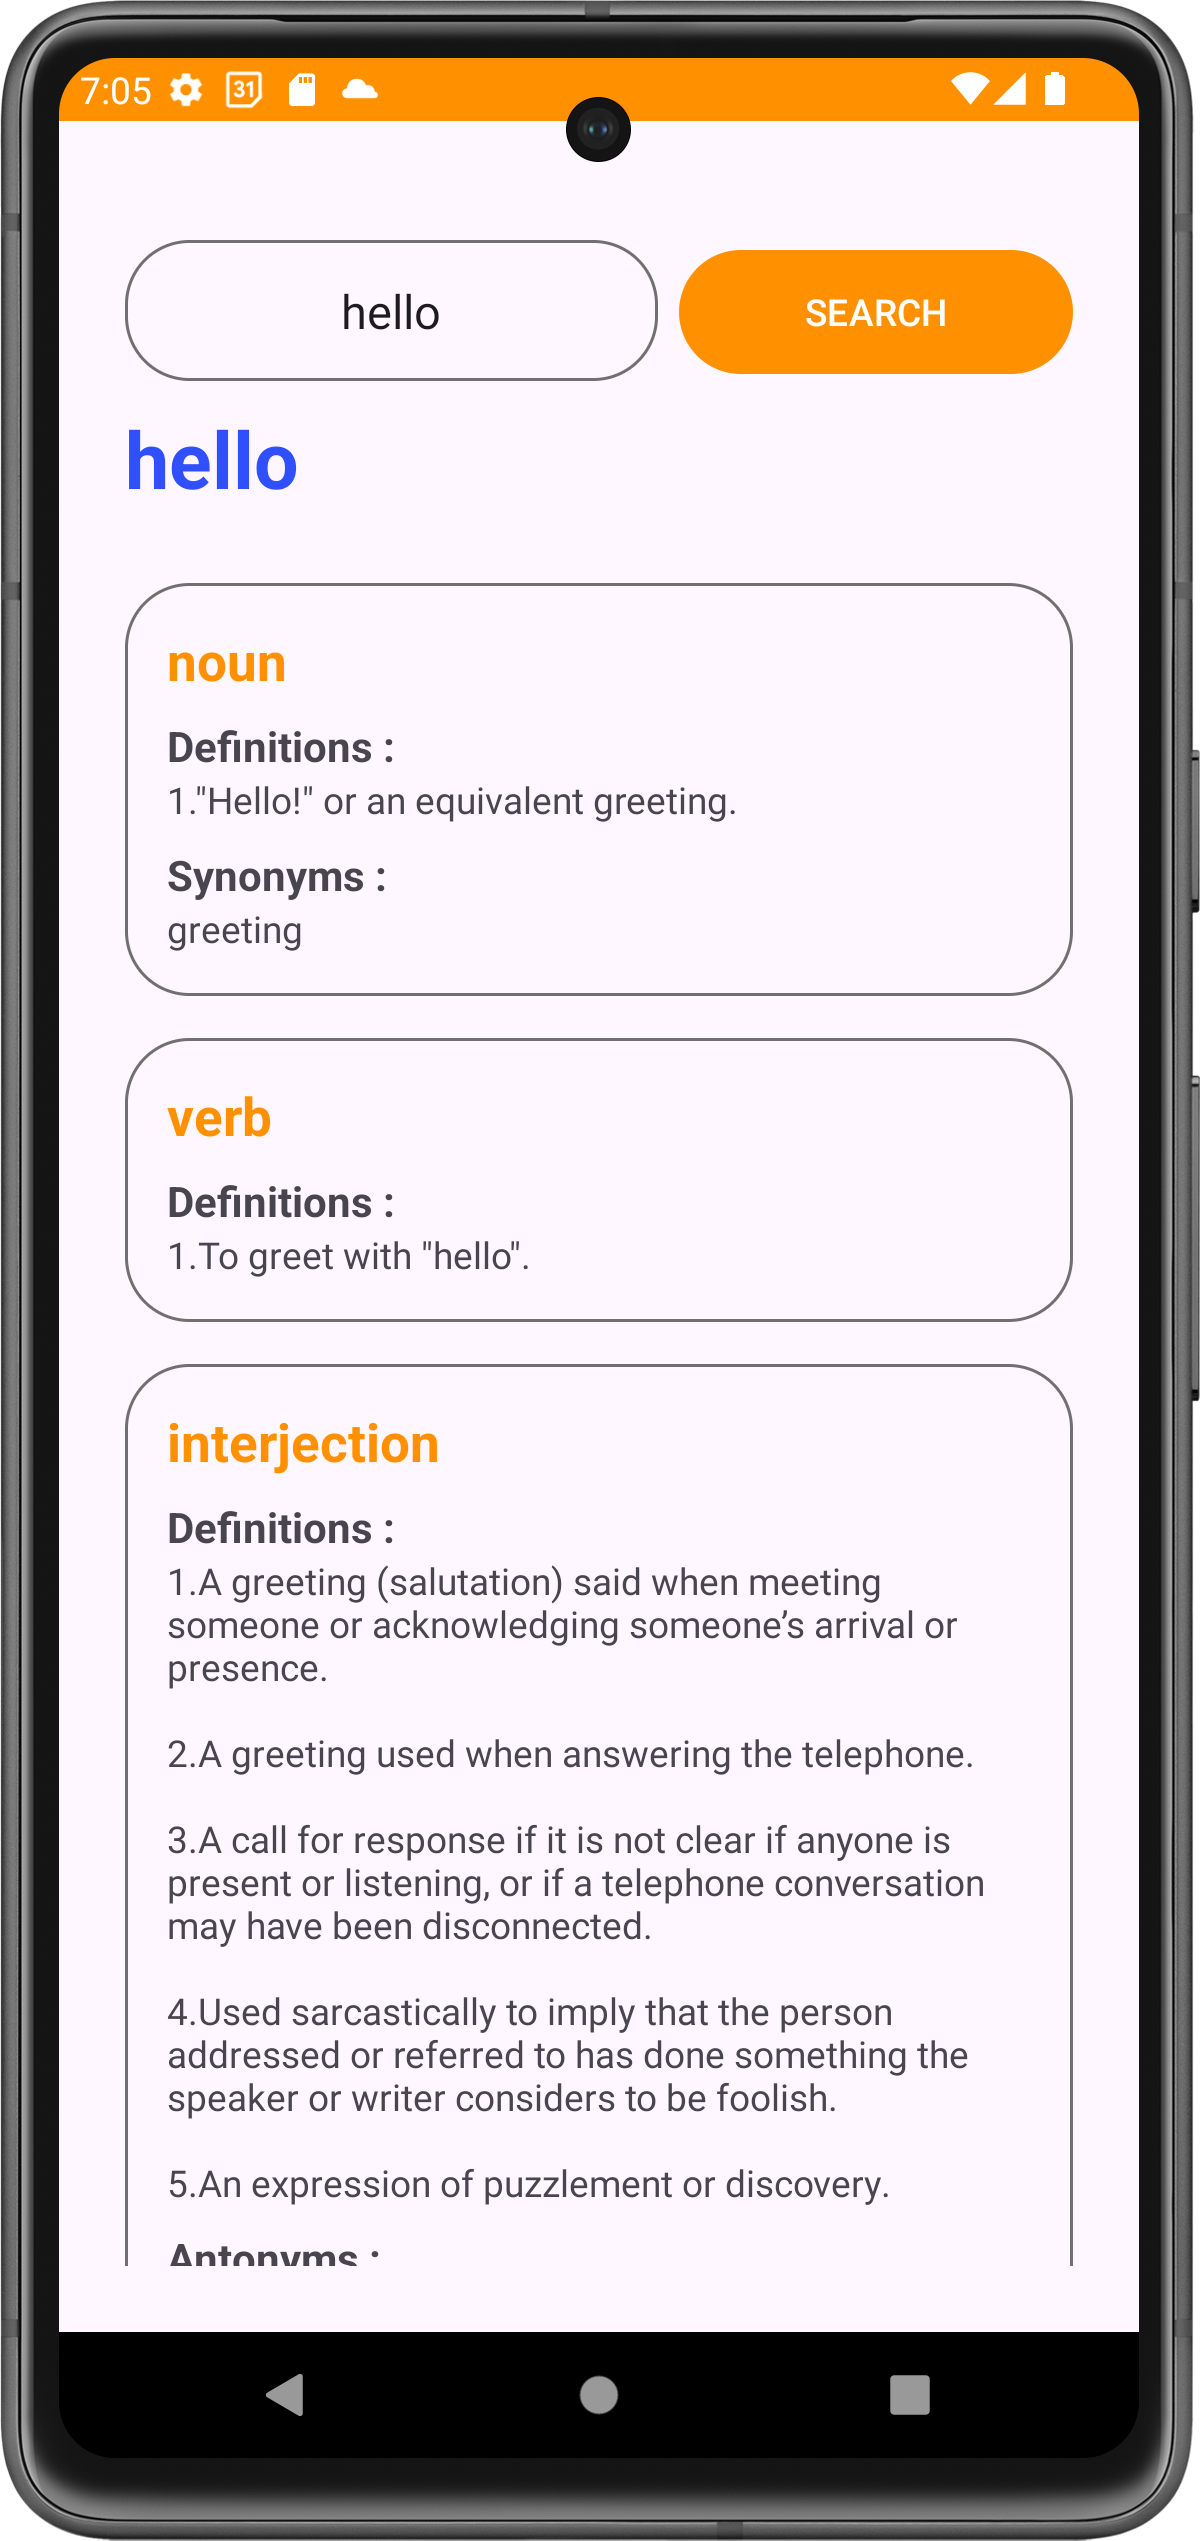 7:05 31
hello
SEARCH
hello
noun
Definitions :
1."Hello!" or an equivalent greeting.
Synonyms :
greeting
verb
Definitions :
1.To greet with "hello".
interjection
Definitions :
1.A greeting (salutation) said when meeting
someone or acknowledging someone’s arrival or
presence.
2.A greeting used when answering the telephone.
3.A call for response if it is not clear if anyone is
present or listening, or if a telephone conversation
may have been disconnected.
4.Used sarcastically to imply that the person
addressed or referred to has done something the
speaker or writer considers to be foolish.
5.An expression of puzzlement or discovery.
Antonyms :